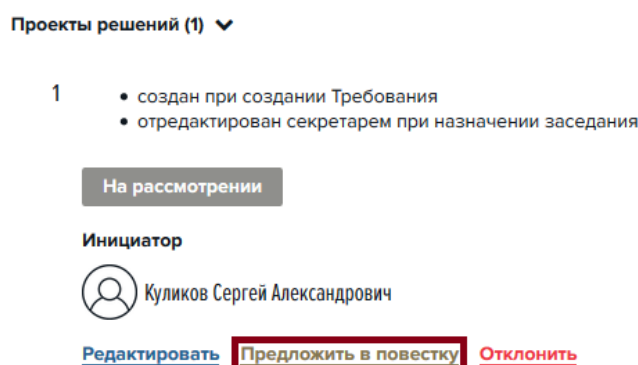 Проекты решений (1)
1
• создан при создании Требования
• отредактирован секретарем при назначении заседания
На рассмотрении
Инициатор
Куликов Сергей Александрович
Редактировать Предложить в повестку Отклонить